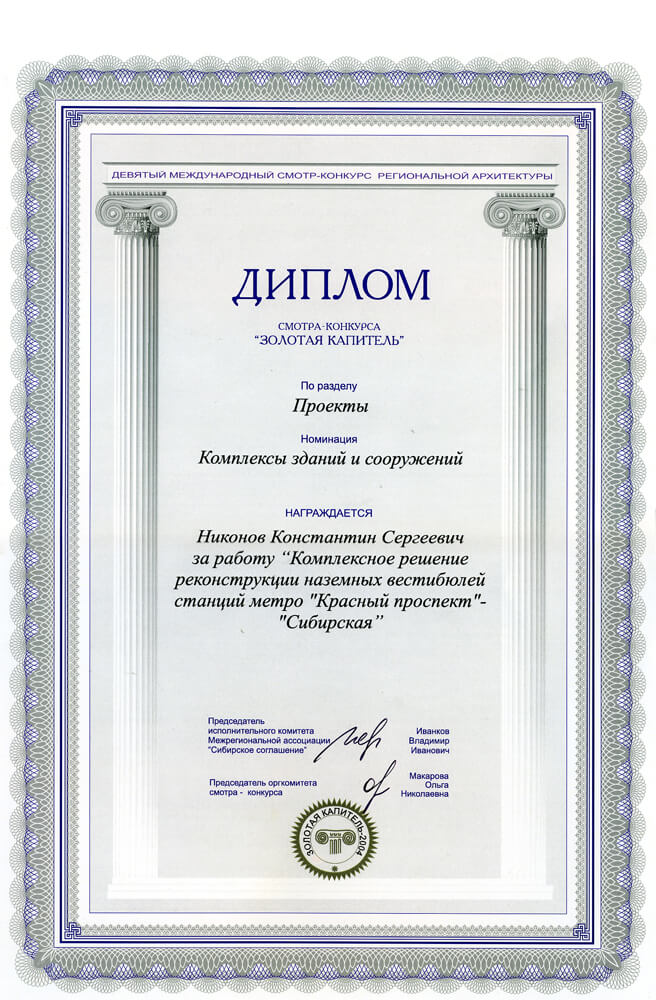 ДЕВЯТЫЙ МЕЖДУНАРОДНЫЙ СМОТР-КОНКУРС РЕГИОНАЛЬНОЙ АРХИТЕКТУРЫ
ДИПЛОМ
СМОТРА-КОНКУРСА
“ЗОЛОТАЯ КАПИТЕЛЬ”
По разделу
Проекты
Номинация
Комплексы зданий и сооружений
НАГРАЖДАЕТСЯ
Никонов Константин Сергеевич
за работу “Комплексное решение
реконструкции наземных вестибюлей
станций метро "Красный проспект"-
"Сибирская”
Председатель
исполнительного комитета
Межрегиональной ассоциации
"Сибирское соглашение"
Иванков
Владимир
Иванович
Председатель оргкомитета
смотра - конкурса
Макарова
Ольга
Николаевна
ЗОЛОТАЯ КАПИТЕЛЬ-2004